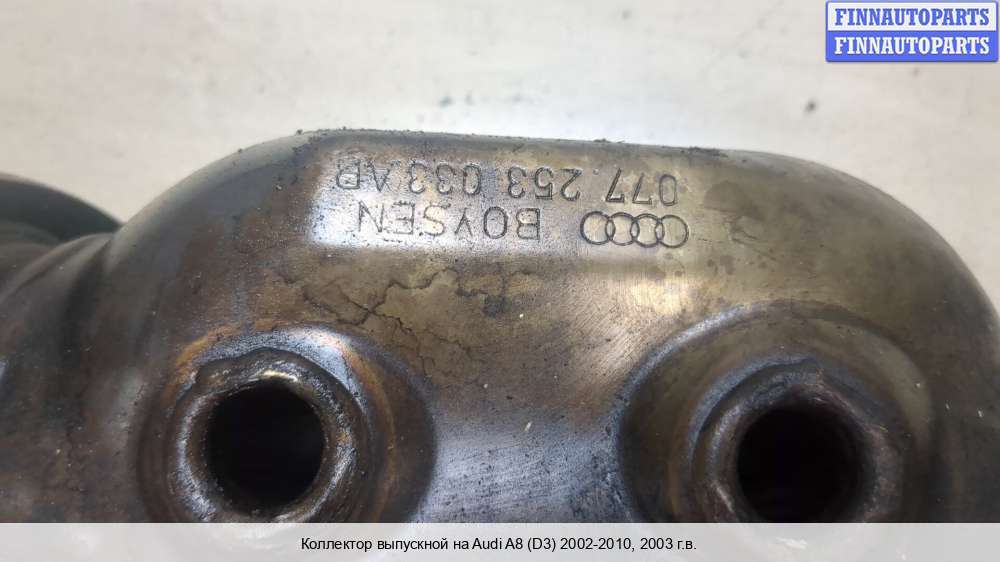 FINNAUTOPARTS
FINNAUTOPARTS
BOYSEN
077 253 033 AB
Коллектор выпускной на Audi A8 (D3) 2002-2010, 2003 г.в.